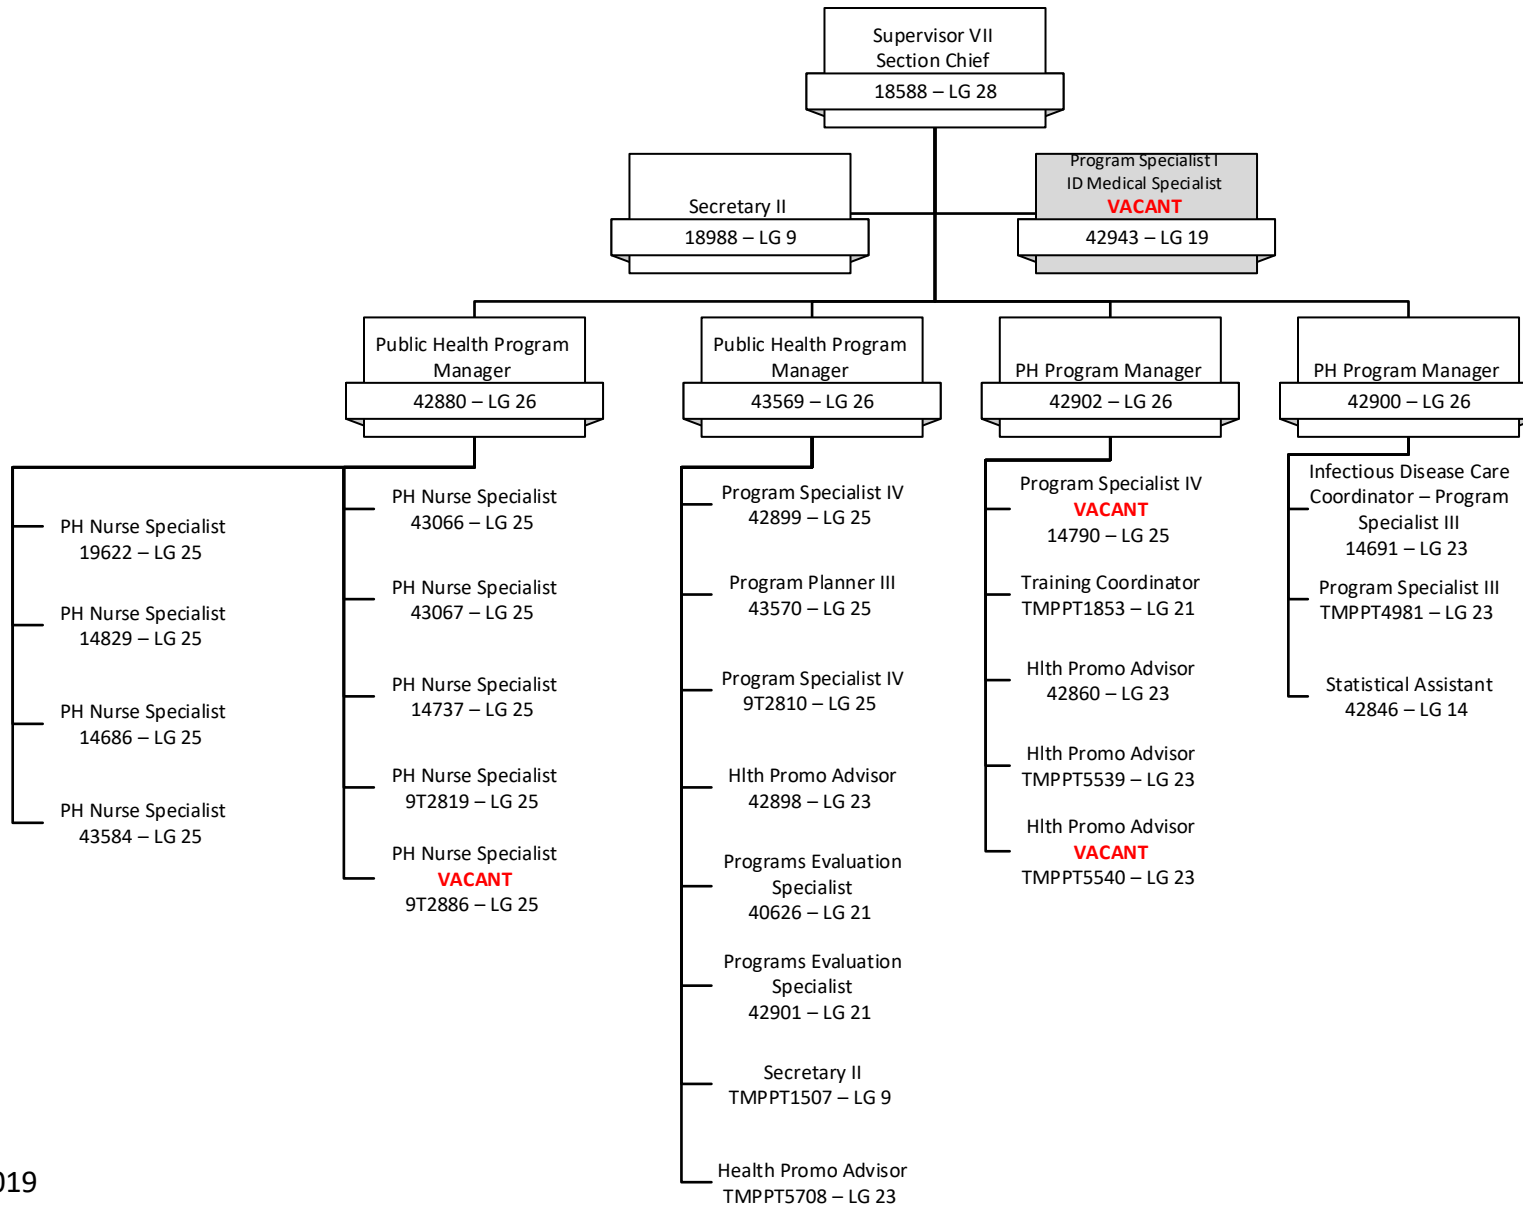 Supervisor VII
Section Chief
18588 – LG 28
Secretary II
18988 – LG 9
Program Specialist I
ID Medical Specialist
VACANT
42943 – LG 19
Public Health Program
Manager
42880 – LG 26
Public Health Program
Manager
43569 – LG 26
PH Program Manager
42902 – LG 26
PH Program Manager
42900 – LG 26
PH Nurse Specialist
19622 – LG 25
PH Nurse Specialist
14829 – LG 25
PH Nurse Specialist
14686 – LG 25
PH Nurse Specialist
43584 – LG 25
PH Nurse Specialist
43066 – LG 25
PH Nurse Specialist
43067 – LG 25
PH Nurse Specialist
14737 – LG 25
PH Nurse Specialist
9T2819 – LG 25
PH Nurse Specialist
VACANT
9T2886 – LG 25
Program Specialist IV
42899 – LG 25
Program Planner III
43570 – LG 25
Program Specialist IV
9T2810 – LG 25
Hlth Promo Advisor
42898 – LG 23
Programs Evaluation
Specialist
40626 – LG 21
Programs Evaluation
Specialist
42901 – LG 21
Secretary II
TMPPT1507 – LG 9
Health Promo Advisor
TMPPT5708 – LG 23
Program Specialist IV
VACANT
14790 – LG 25
Training Coordinator
TMPPT1853 – LG 21
Hlth Promo Advisor
42860 – LG 23
Hlth Promo Advisor
TMPPT5539 – LG 23
Hlth Promo Advisor
VACANT
TMPPT5540 – LG 23
Infectious Disease Care
Coordinator – Program
Specialist III
14691 – LG 23
Program Specialist III
TMPPT4981 – LG 23
Statistical Assistant
42846 – LG 14
019